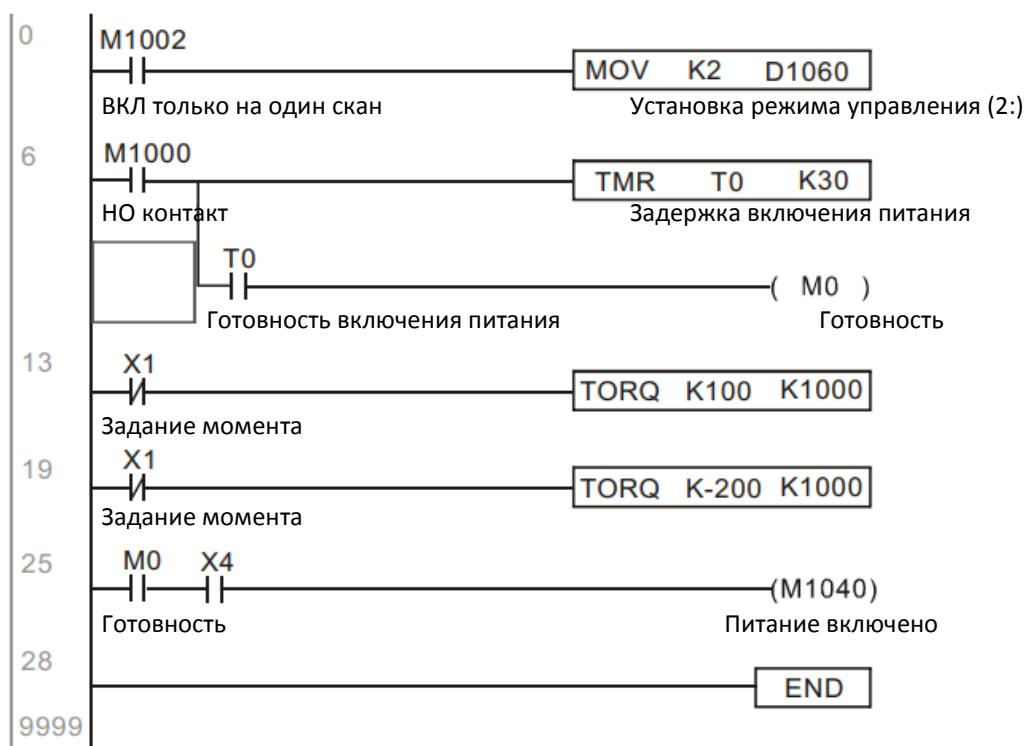 0
M1002
MOV K2 D1060
ВКЛ только на один скан Установка режима управления (2:)
6
M1000
TMR T0 K30
НО контакт Задержка включения питания
T0
( M0 )
Готовность включения питания Готовность
13
X1
TORQ K100 K1000
Задание момента
19
X1
TORQ K-200 K1000
Задание момента
25
M0 X4
(M1040)
Готовность Питание включено
28
END
9999